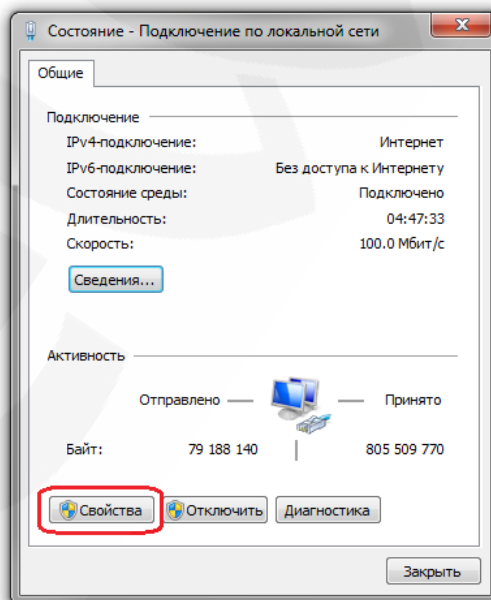 Состояние - Подключение по локальной сети
Общие
Подключение
IPv4-подключение: Интернет
IPv6-подключение: Без доступа к Интернету
Состояние среды: Подключено
Длительность: 04:47:33
Скорость: 100.0 Мбит/с
Сведения...
Активность
Отправлено — — Принято
Байт: 79 188 140 | 805 509 770
Свойства Отключить Диагностика
Закрыть